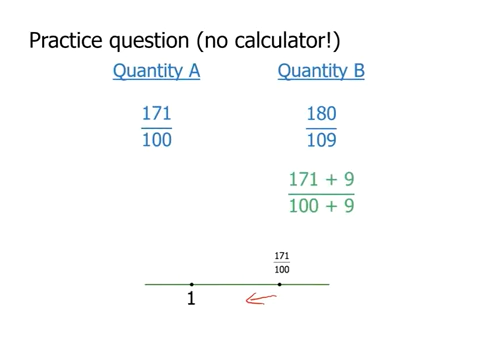 Practice question (no calculator!)
Quantity A Quantity B
171 180
100 109
171 + 9
100 + 9
171
100
1